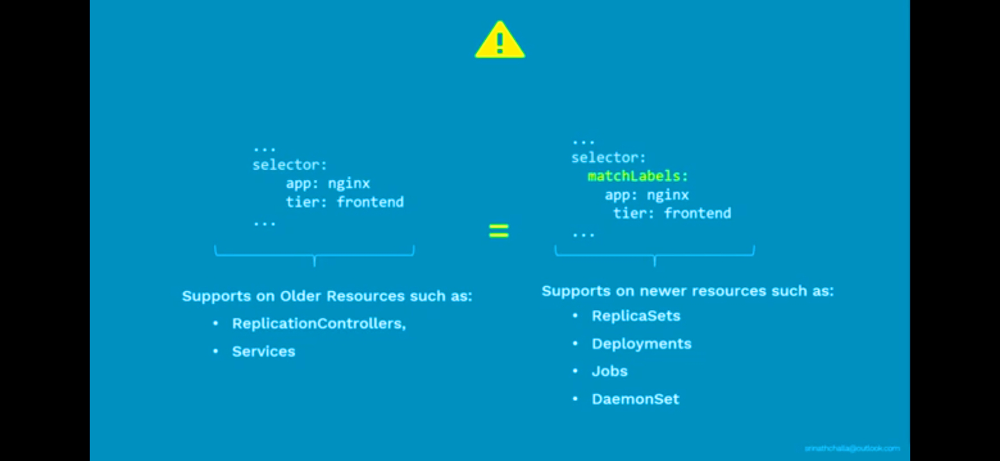 ...
selector:
app: nginx
tier: frontend
...
=
...
selector:
matchLabels:
app: nginx
tier: frontend
...
Supports on Older Resources such as:
• ReplicationControllers,
• Services
Supports on newer resources such as:
• ReplicaSets
• Deployments
• Jobs
• DaemonSet
srinathchalla@outlook.com